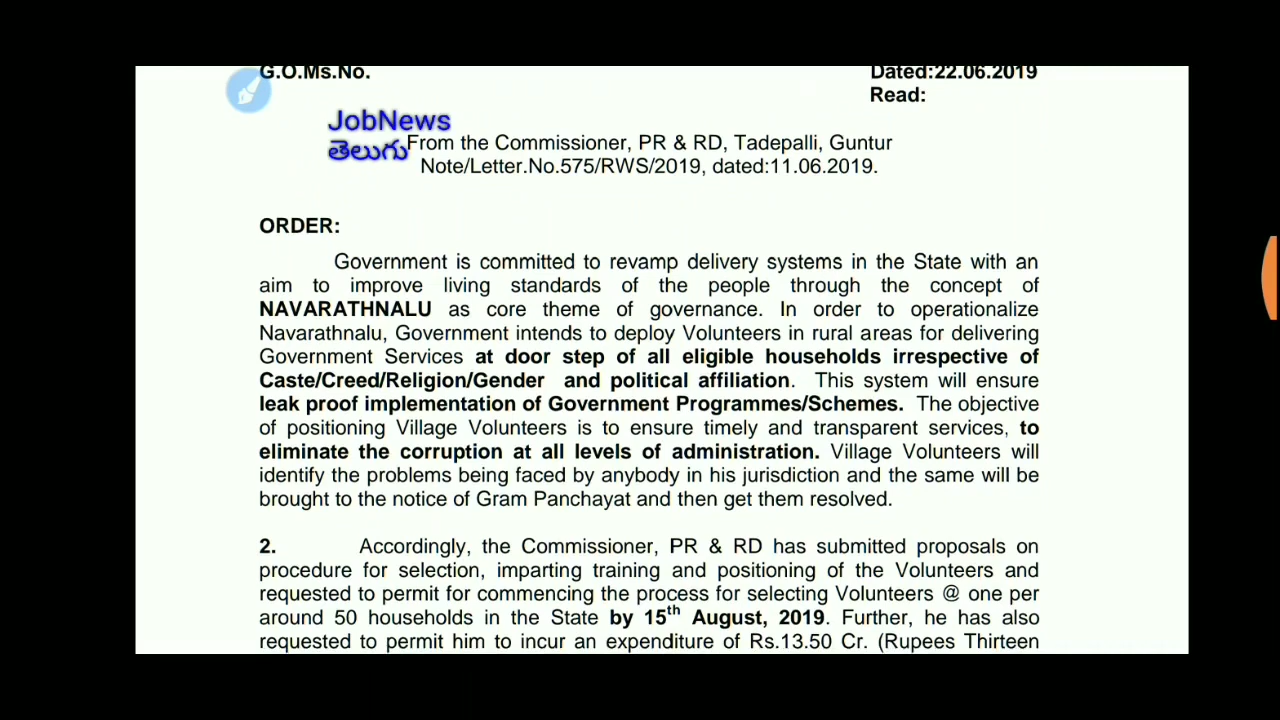 G.O.Ms.No. Dated:22.06.2019
Read:
JobNews
తెలుగు
From the Commissioner, PR & RD, Tadepalli, Guntur
Note/Letter.No.575/RWS/2019, dated:11.06.2019.
ORDER:
Government is committed to revamp delivery systems in the State with an
aim to improve living standards of the people through the concept of
NAVARATHNALU as core theme of governance. In order to operationalize
Navarathnalu, Government intends to deploy Volunteers in rural areas for delivering
Government Services at door step of all eligible households irrespective of
Caste/Creed/Religion/Gender and political affiliation. This system will ensure
leak proof implementation of Government Programmes/Schemes. The objective
of positioning Village Volunteers is to ensure timely and transparent services, to
eliminate the corruption at all levels of administration. Village Volunteers will
identify the problems being faced by anybody in his jurisdiction and the same will be
brought to the notice of Gram Panchayat and then get them resolved.
2. Accordingly, the Commissioner, PR & RD has submitted proposals on
procedure for selection, imparting training and positioning of the Volunteers and
requested to permit for commencing the process for selecting Volunteers @ one per
around 50 households in the State by 15th August, 2019. Further, he has also
requested to permit him to incur an expenditure of Rs.13.50 Cr. (Rupees Thirteen